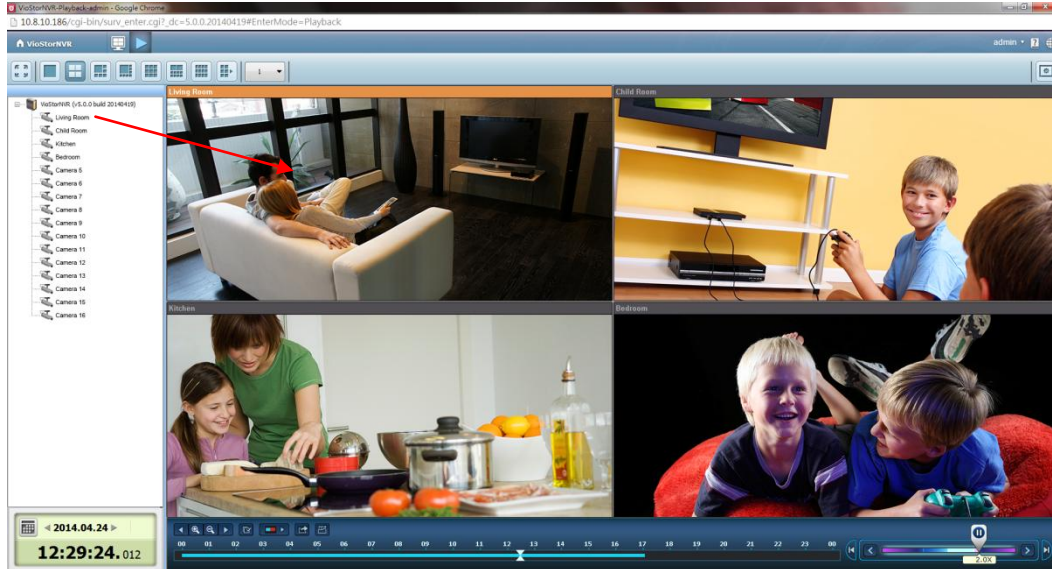 VioStorNVR-Playback-admin - Google Chrome
10.8.10.186/cgi-bin/surv_enter.cgi?_dc=5.0.0.20140419#EnterMode=Playback
VioStorNVR
admin
1
VioStorNVR (v5.0.0 build 20140419)
Living Room
Child Room
Kitchen
Bedroom
Camera 5
Camera 6
Camera 7
Camera 8
Camera 9
Camera 10
Camera 11
Camera 12
Camera 13
Camera 14
Camera 15
Camera 16
Living Room
Child Room
Kitchen
Bedroom
2014.04.24
12:29:24. 012
00 01 02 03 04 05 06 07 08 09 10 11 12 13 14 15 16 17 18 19 20 21 22 23 00
2.0X